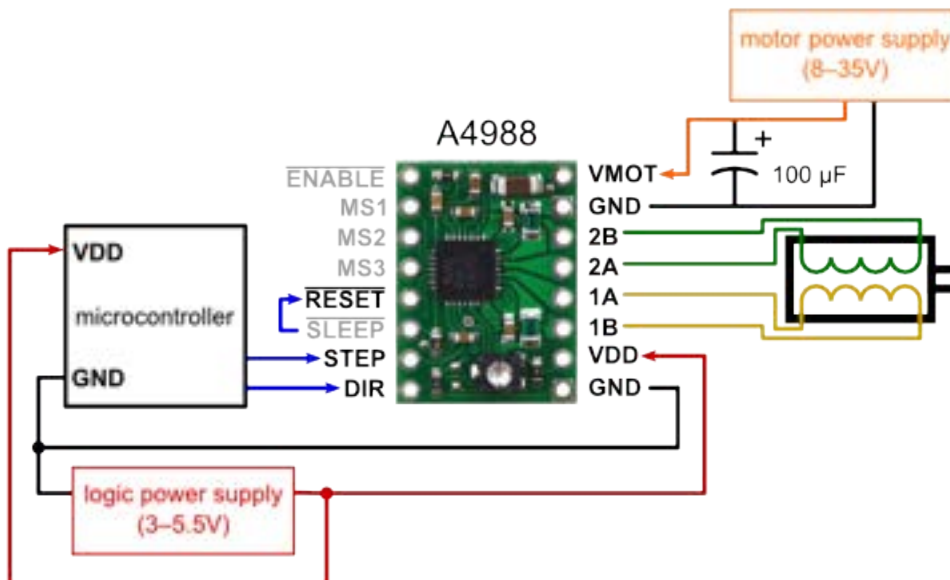 motor power supply
(8–35V)
A4988
ENABLE
MS1
MS2
MS3
RESET
SLEEP
STEP
DIR
VMOT
GND
2B
2A
1A
1B
VDD
GND
+
100 µF
VDD
microcontroller
GND
logic power supply
(3–5.5V)